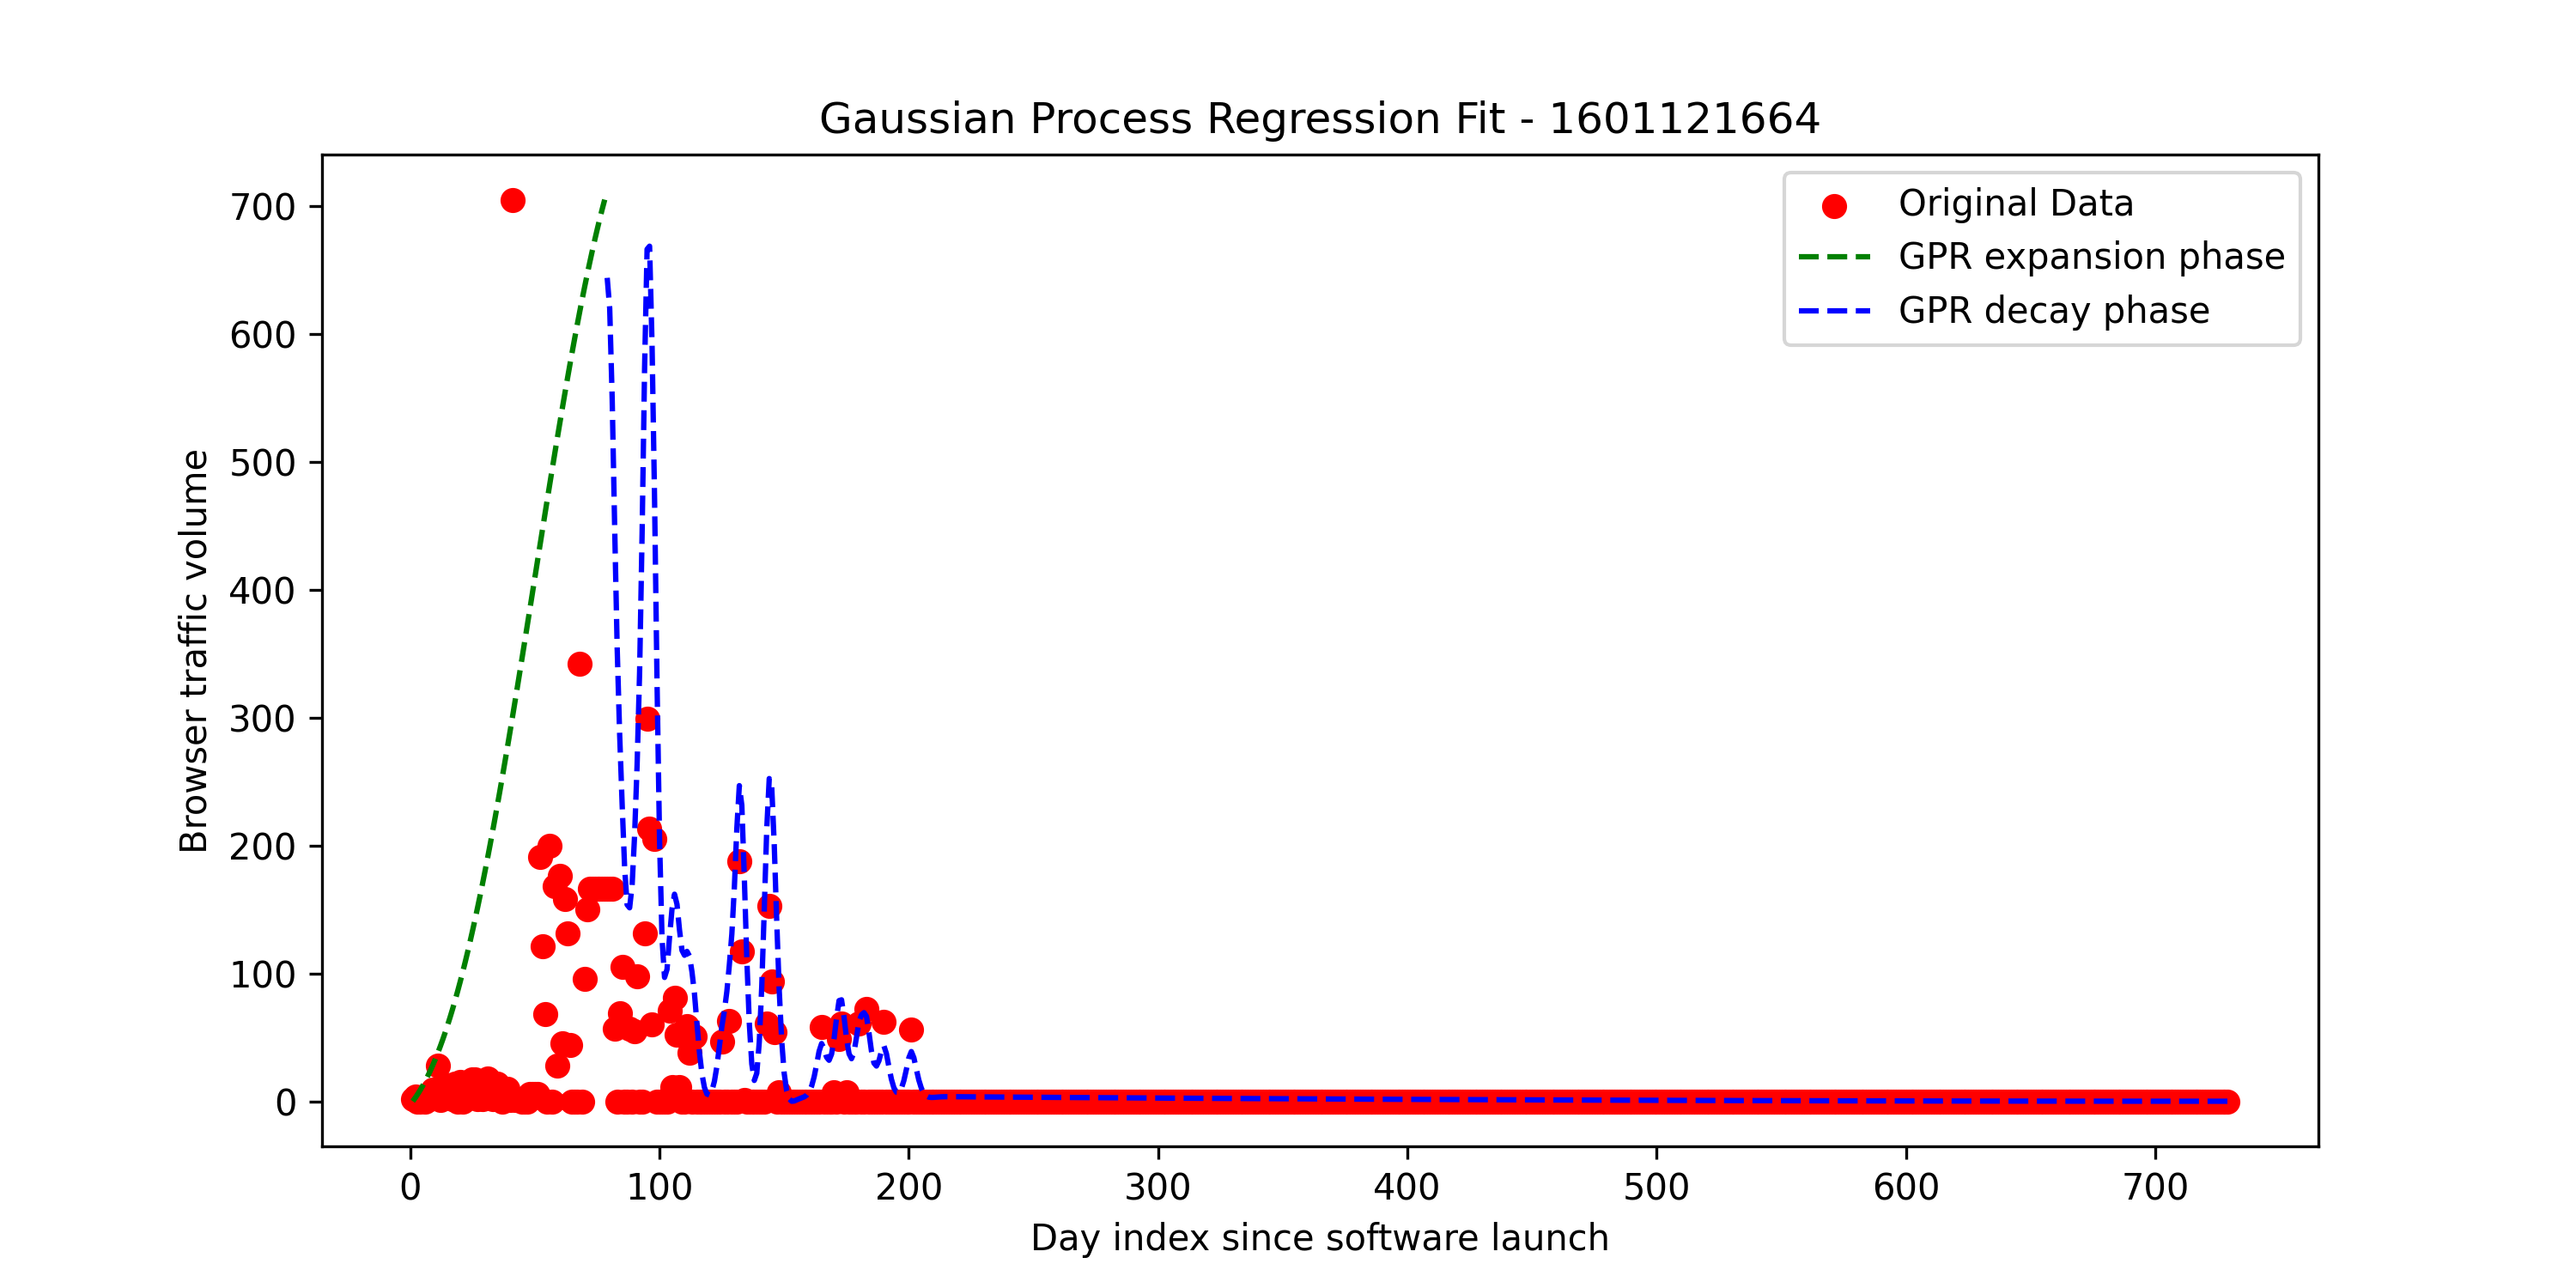 Gaussian Process Regression Fit - 1601121664
Original Data
GPR expansion phase
GPR decay phase
Browser traffic volume
700
600
500
400
300
200
100
0
0 100 200 300 400 500 600 700
Day index since software launch